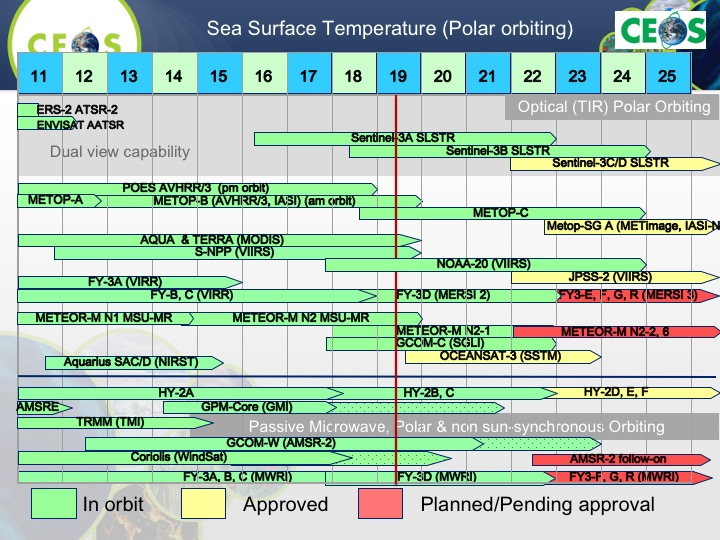 Sea Surface Temperature (Polar orbiting)
CEOS
CEOS
11 12 13 14 15 16 17 18 19 20 21 22 23 24 25
Optical (TIR) Polar Orbiting
ERS-2 ATSR-2
ENVISAT AATSR
Sentinel-3A SLSTR
Dual view capability
Sentinel-3B SLSTR
Sentinel-3C/D SLSTR
POES AVHRR/3 (pm orbit)
METOP-A METOP-B (AVHRR/3, IASI) (am orbit)
METOP-C
Metop-SG A (METimage, IASI-N
AQUA & TERRA (MODIS)
S-NPP (VIIRS)
NOAA-20 (VIIRS)
JPSS-2 (VIIRS)
FY-3A (VIRR)
FY-B, C (VIRR) FY-3D (MERSI 2) FY3-E, F, G, R (MERSI 3)
METEOR-M N1 MSU-MR METEOR-M N2 MSU-MR
METEOR-M N2-1 METEOR-M N2-2, 6
GCOM-C (SGLI)
OCEANSAT-3 (SSTM)
Aquarius SAC/D (NIRST)
HY-2A HY-2B, C HY-2D, E, F
AMSRE GPM-Core (GMI)
TRMM (TMI)
Passive Microwave, Polar & non sun-synchronous Orbiting
GCOM-W (AMSR-2)
Coriolis (WindSat) AMSR-2 follow-on
FY-3A, B, C (MWRI) FY-3D (MWRI) FY3-F, G, R (MWRI)
In orbit Approved Planned/Pending approval